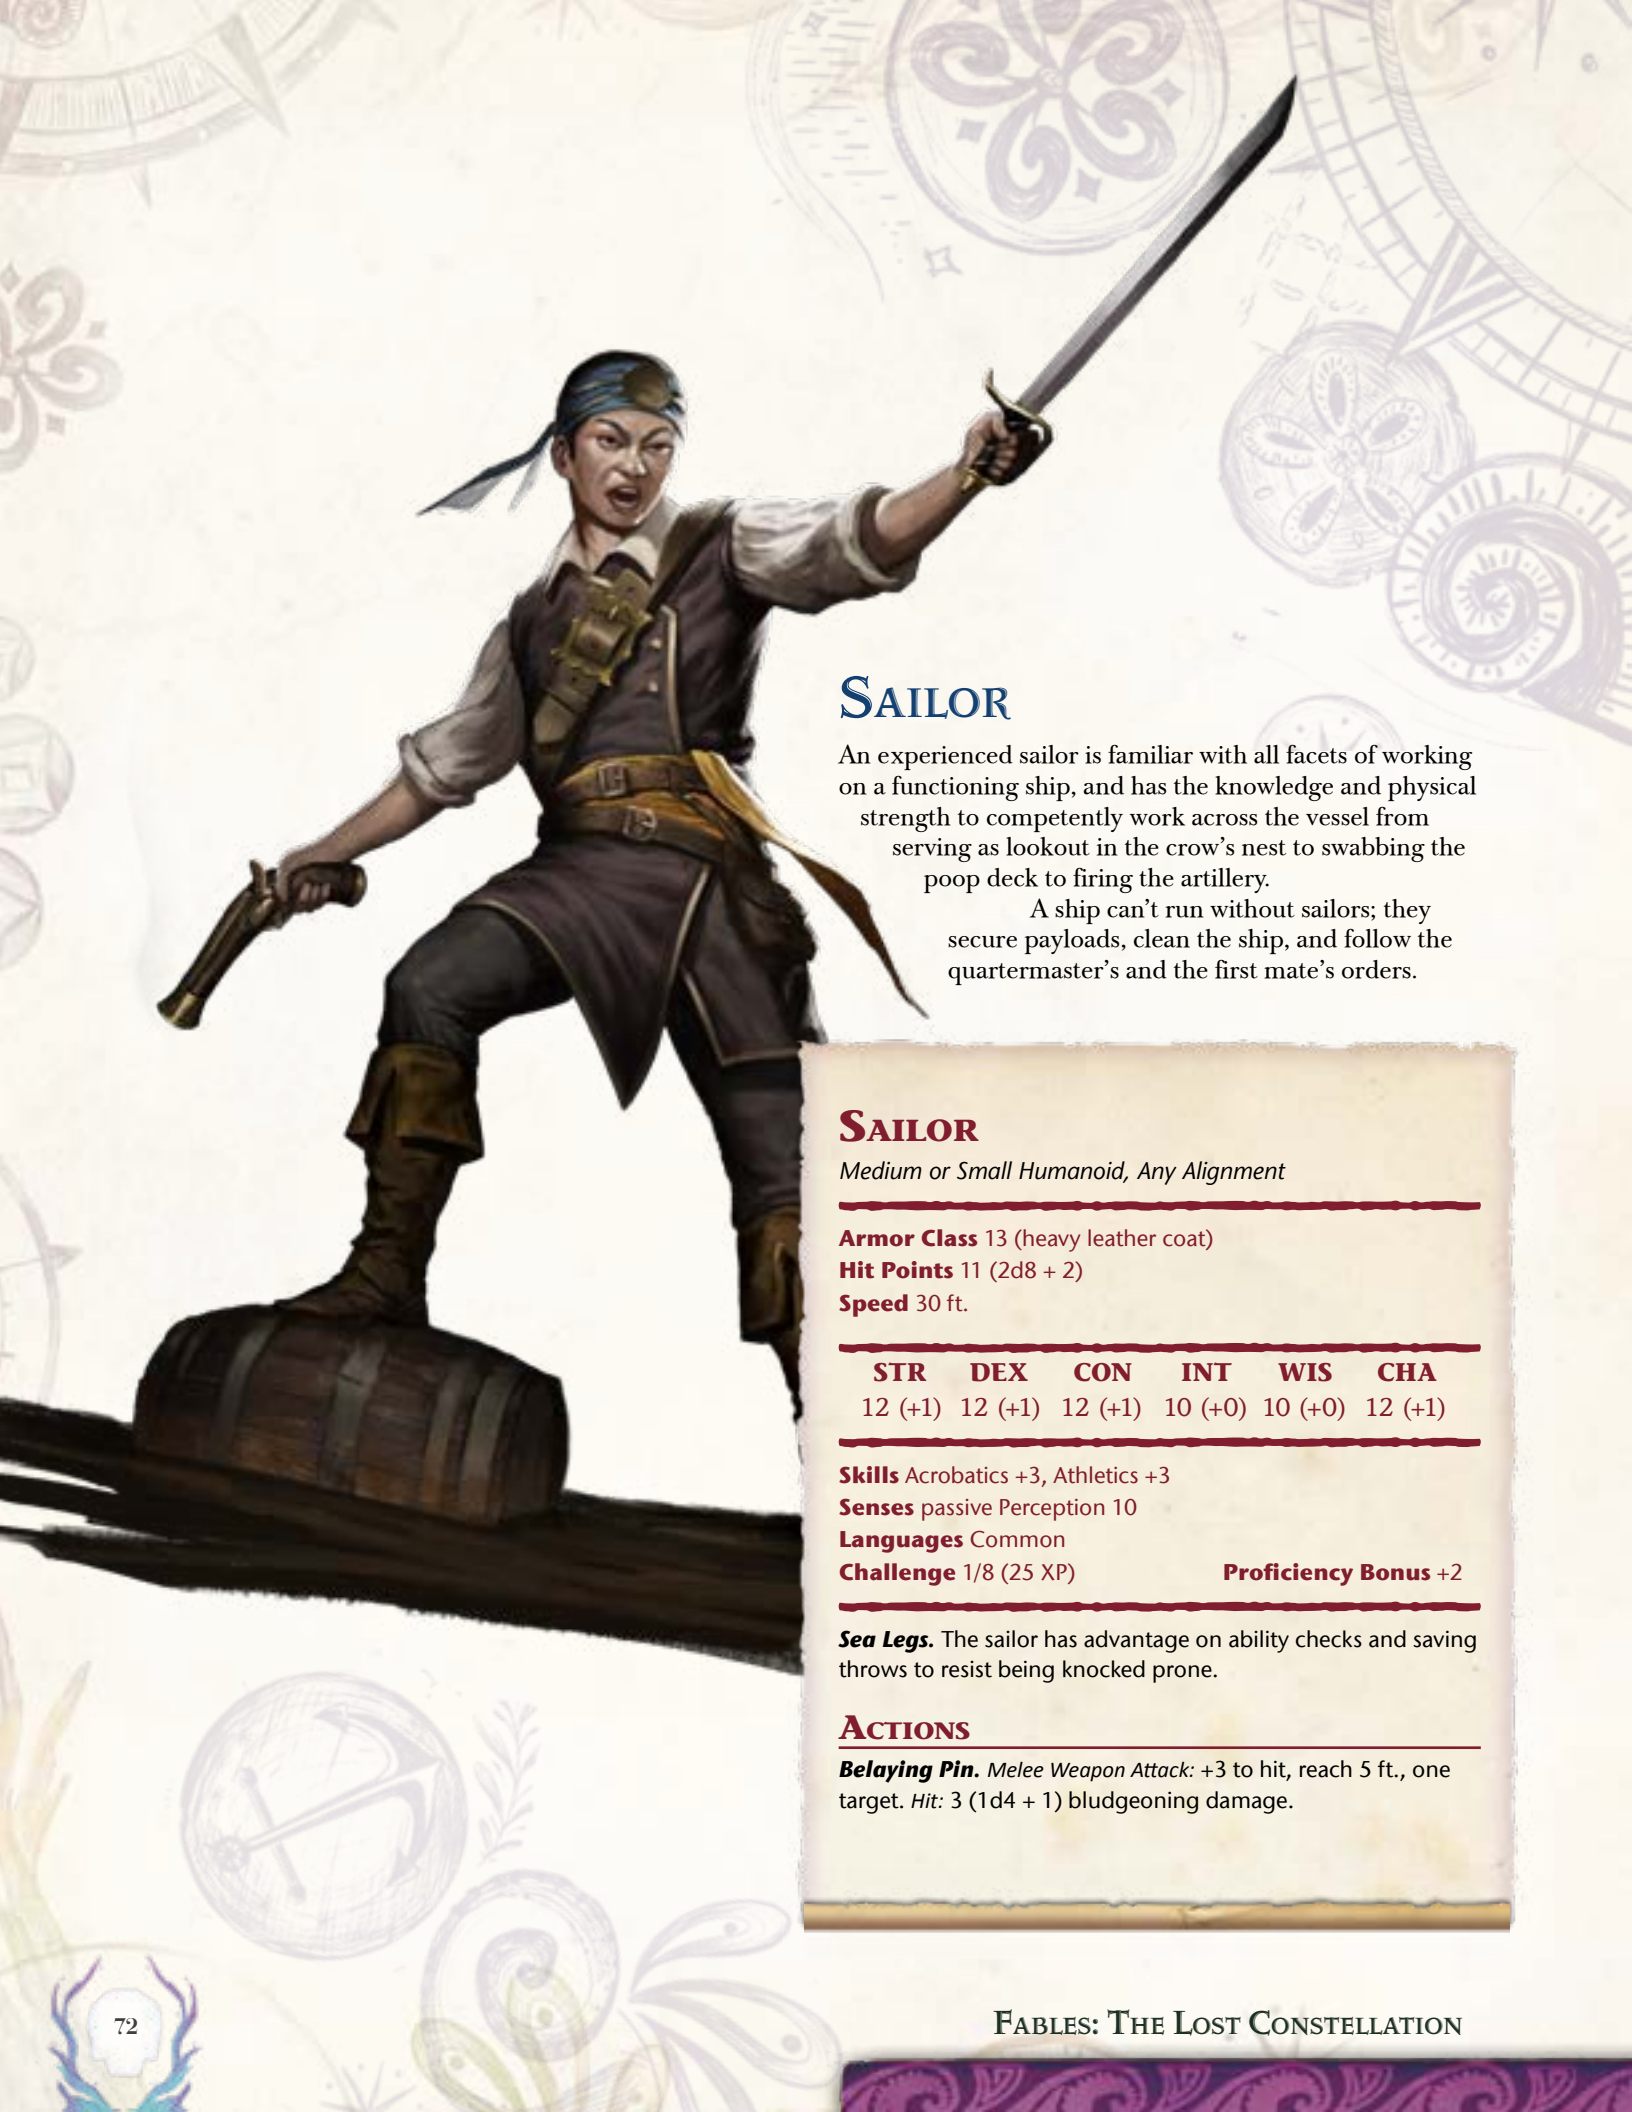 SAILOR
An experienced sailor is familiar with all facets of working
on a functioning ship, and has the knowledge and physical
strength to competently work across the vessel from
serving as lookout in the crow's nest to swabbing the
poop deck to firing the artillery.
A ship can't run without sailors; they
secure payloads, clean the ship, and follow the
quartermaster's and the first mate's orders.
SAILOR
Medium or Small Humanoid, Any Alignment
Armor Class 13 (heavy leather coat)
Hit Points 11 (2d8 + 2)
Speed 30 ft.
STR DEX CON INT WIS CHA
12 (+1) 12 (+1) 12 (+1) 10 (+0) 10 (+0) 12 (+1)
Skills Acrobatics +3, Athletics +3
Senses passive Perception 10
Languages Common
Challenge 1/8 (25 XP) Proficiency Bonus +2
Sea Legs. The sailor has advantage on ability checks and saving
throws to resist being knocked prone.
ACTIONS
Belaying Pin. Melee Weapon Attack: +3 to hit, reach 5 ft., one
target. Hit: 3 (1d4 + 1) bludgeoning damage.
72
FABLES: THE LOST CONSTELLATION